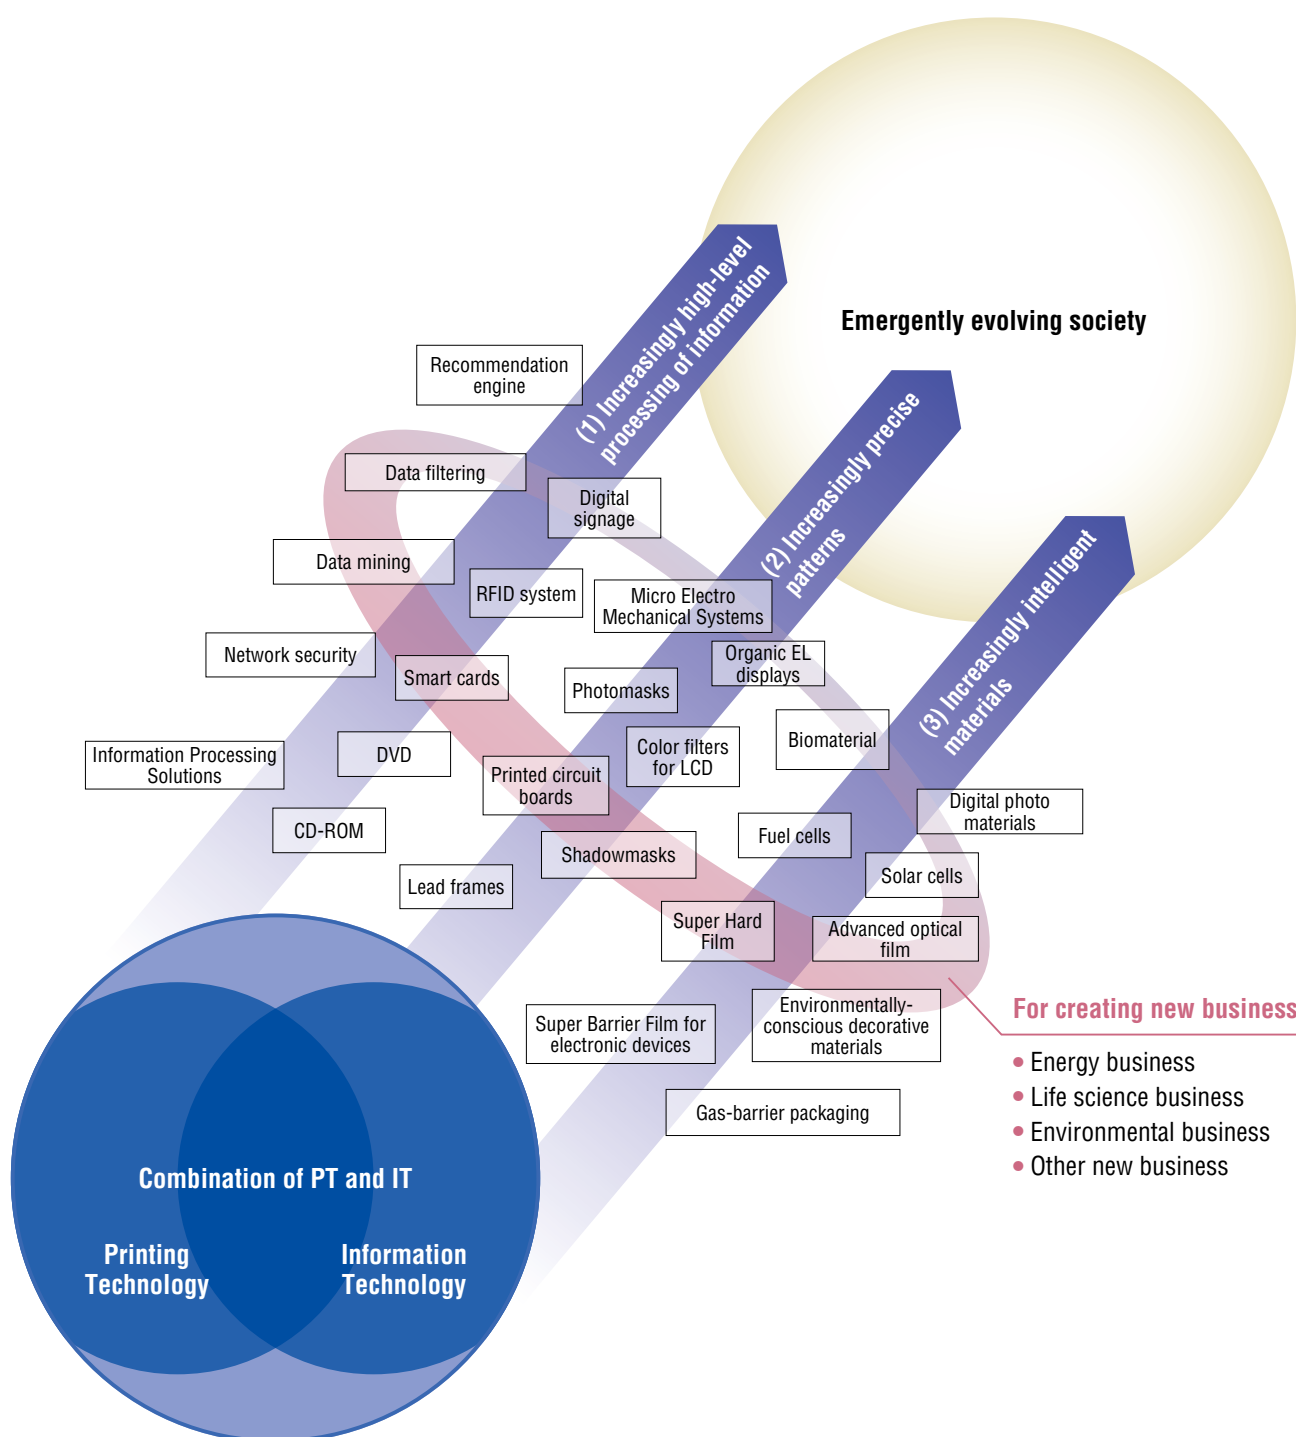 Emergently evolving society
(1) Increasingly high-level
processing of information
(2) Increasingly precise
patterns
(3) Increasingly intelligent
materials
Recommendation
engine
Data filtering
Digital
signage
Data mining
RFID system
Micro Electro
Mechanical Systems
Network security
Smart cards
Photomasks
Organic EL
displays
Information Processing
Solutions
DVD
Printed circuit
boards
Color filters
for LCD
Biomaterial
CD-ROM
Lead frames
Shadowmasks
Fuel cells
Digital photo
materials
Solar cells
Super Hard
Film
Advanced optical
film
Super Barrier Film for
electronic devices
Environmentally-
conscious decorative
materials
Gas-barrier packaging
For creating new business
• Energy business
• Life science business
• Environmental business
• Other new business
Combination of PT and IT
Printing
Technology
Information
Technology